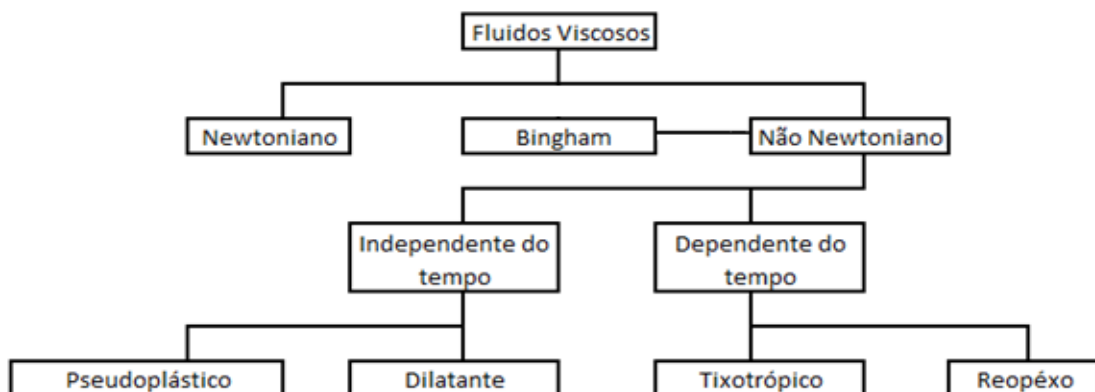 Fluidos Viscosos
Newtoniano
Bingham
Não Newtoniano
Independente do
tempo
Dependente do
tempo
Pseudoplástico
Dilatante
Tixotrópico
Reopéxo